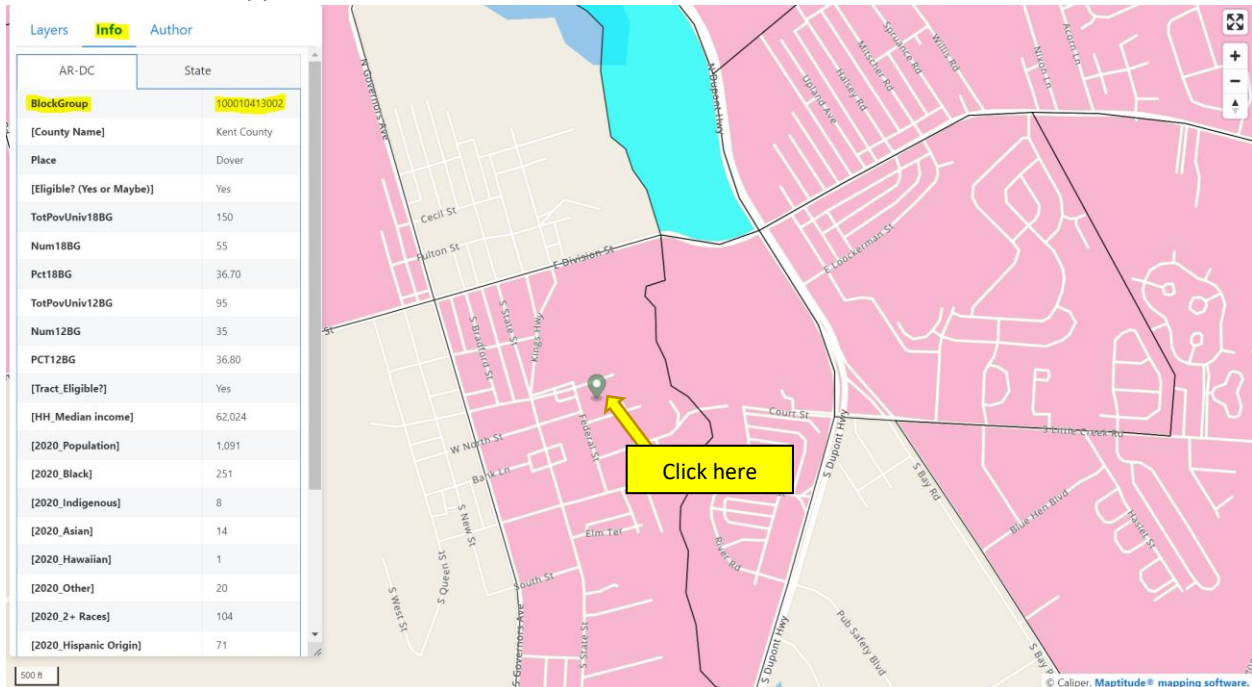 Layers Info Author
AR-DC State
BlockGroup 100010413002
[County Name] Kent County
Place Dover
[Eligible? (Yes or Maybe)] Yes
TotPovUniv18BG 150
Num18BG 55
Pct18BG 36.70
TotPovUniv12BG 95
Num12BG 35
PCT12BG 36.80
[Tract_Eligible?] Yes
[HH_Median income] 62,024
[2020_Population] 1,091
[2020_Black] 251
[2020_Indigenous] 8
[2020_Asian] 14
[2020_Hawaiian] 1
[2020_Other] 20
[2020_2+ Races] 104
[2020_Hispanic Origin] 71
500 ft
N Governors Ave
N Dupont Hwy
Spruance Rd
Willis Rd
Mitscher Rd
Halsey Rd
Upland Ave
Nixon Ln
Acorn Ln
Cecil St
Fulton St
E Division St
E Loockerman St
St
S State St
Kings Hwy
S Bradford St
Court St
S Little Creek Rd
W North St
Federal St
Bank Ln
Click here
S Dupont Hwy
S Bay Rd
Blue Hen Blvd
Haslet St
S New St
Elm Ter
River Rd
S Queen St
South St
S West St
S Governors Ave
S State St
S Dupont Hwy
Pub Safety Blvd
S Bay R
© Caliper. Maptitude® mapping software.